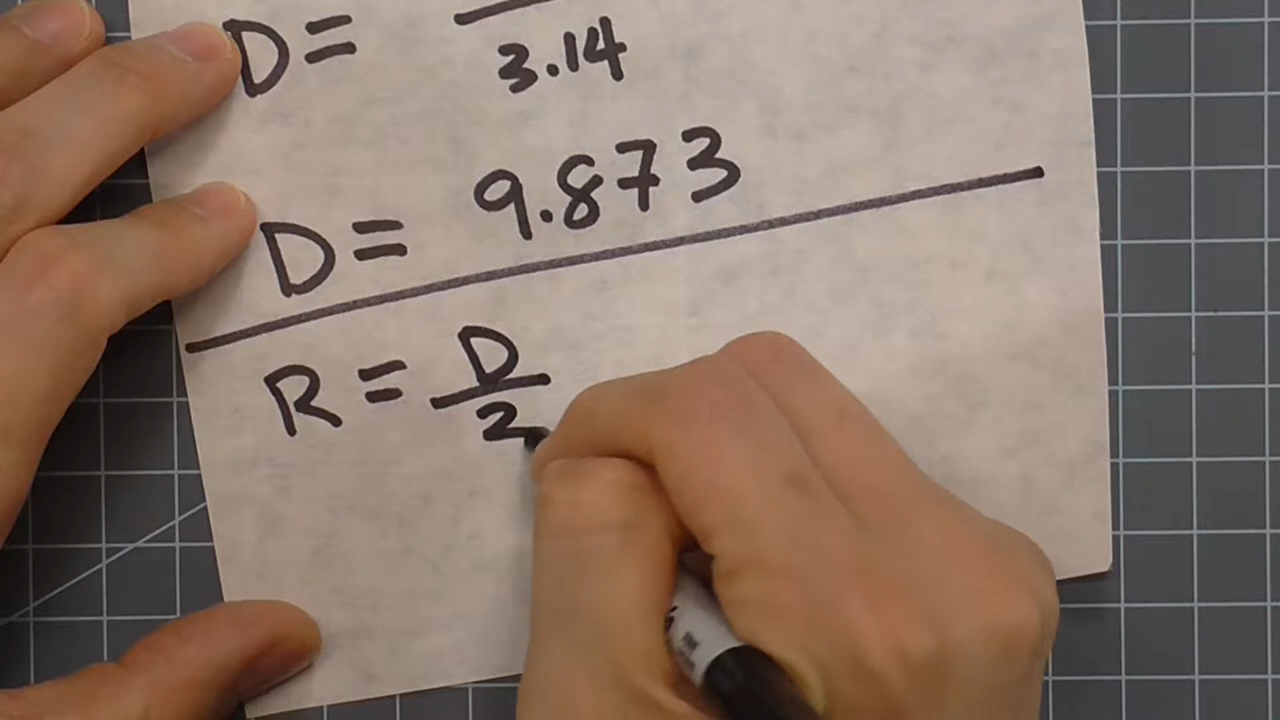 D = ―
3.14
D = 9.873
R = D/2